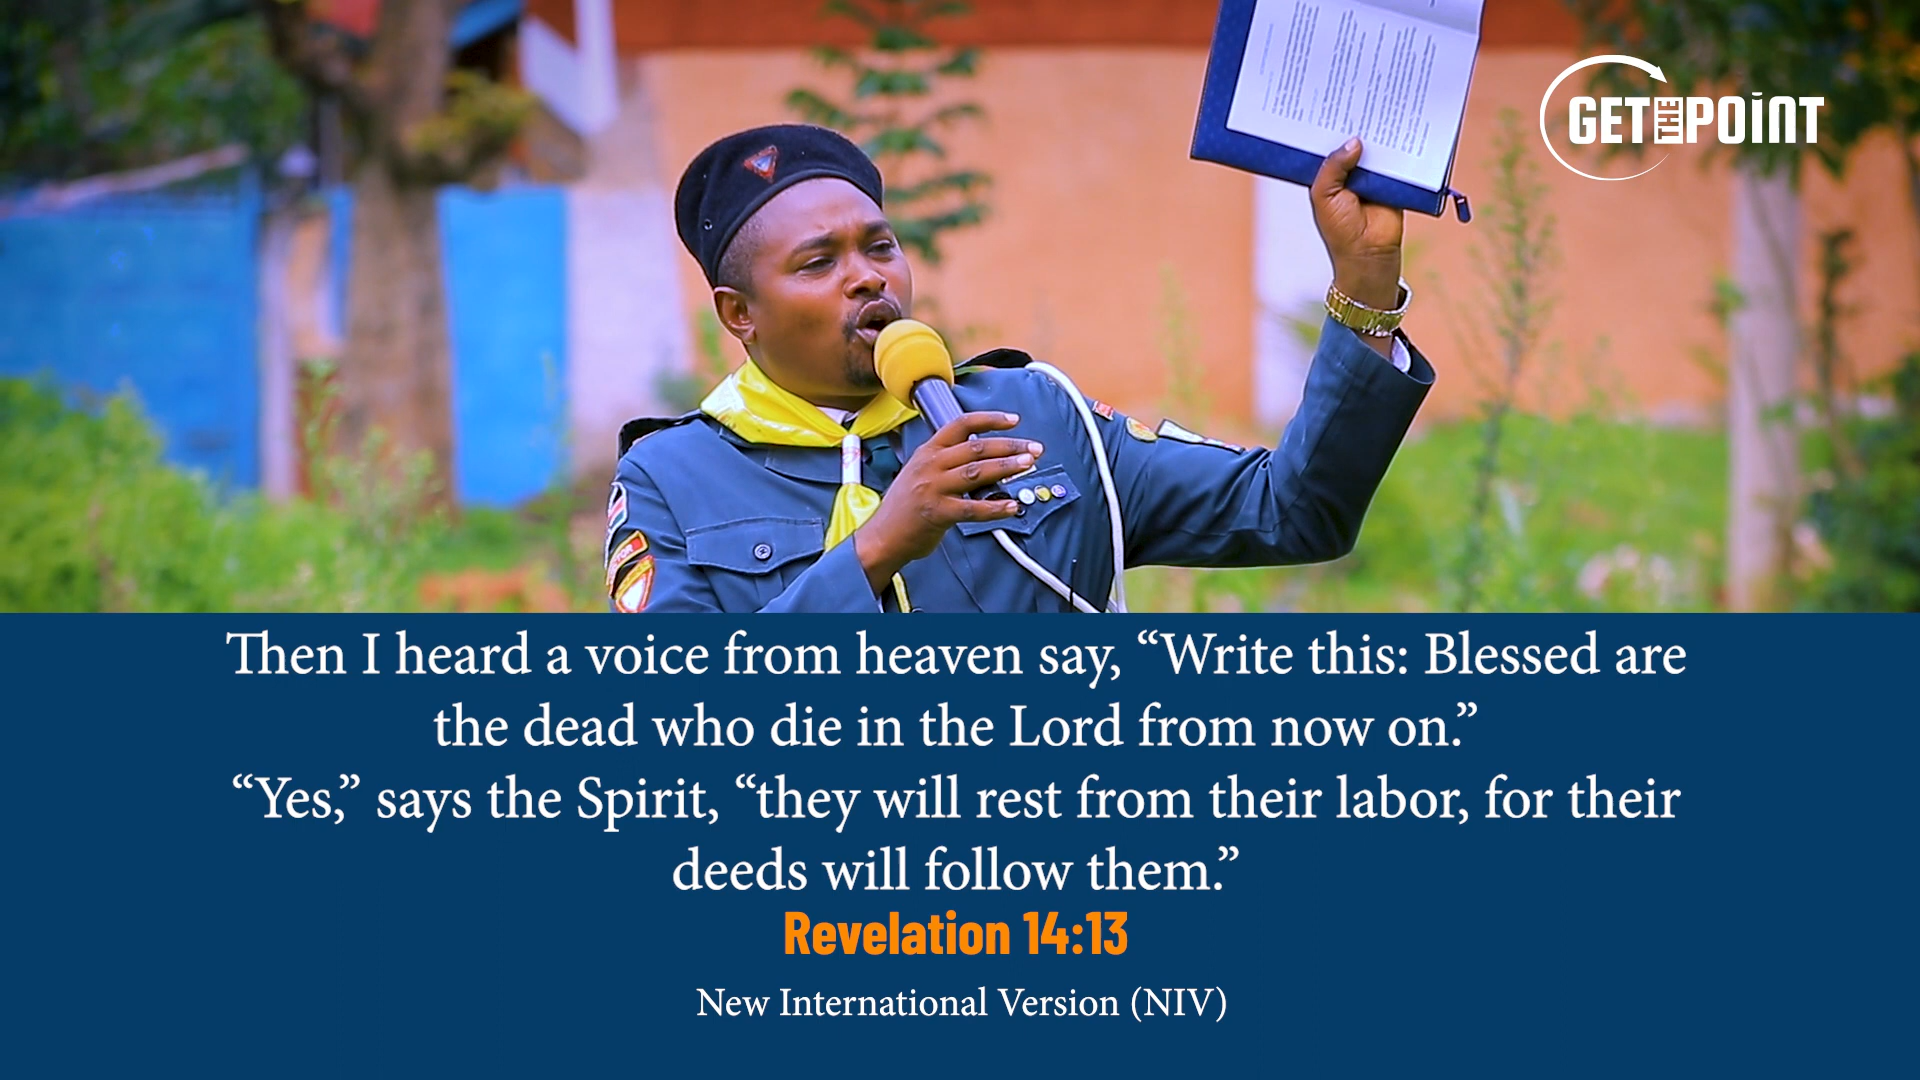 GET THE POINT
TOR
Then I heard a voice from heaven say, “Write this: Blessed are
the dead who die in the Lord from now on.”
“Yes,” says the Spirit, “they will rest from their labor, for their
deeds will follow them.”
Revelation 14:13
New International Version (NIV)